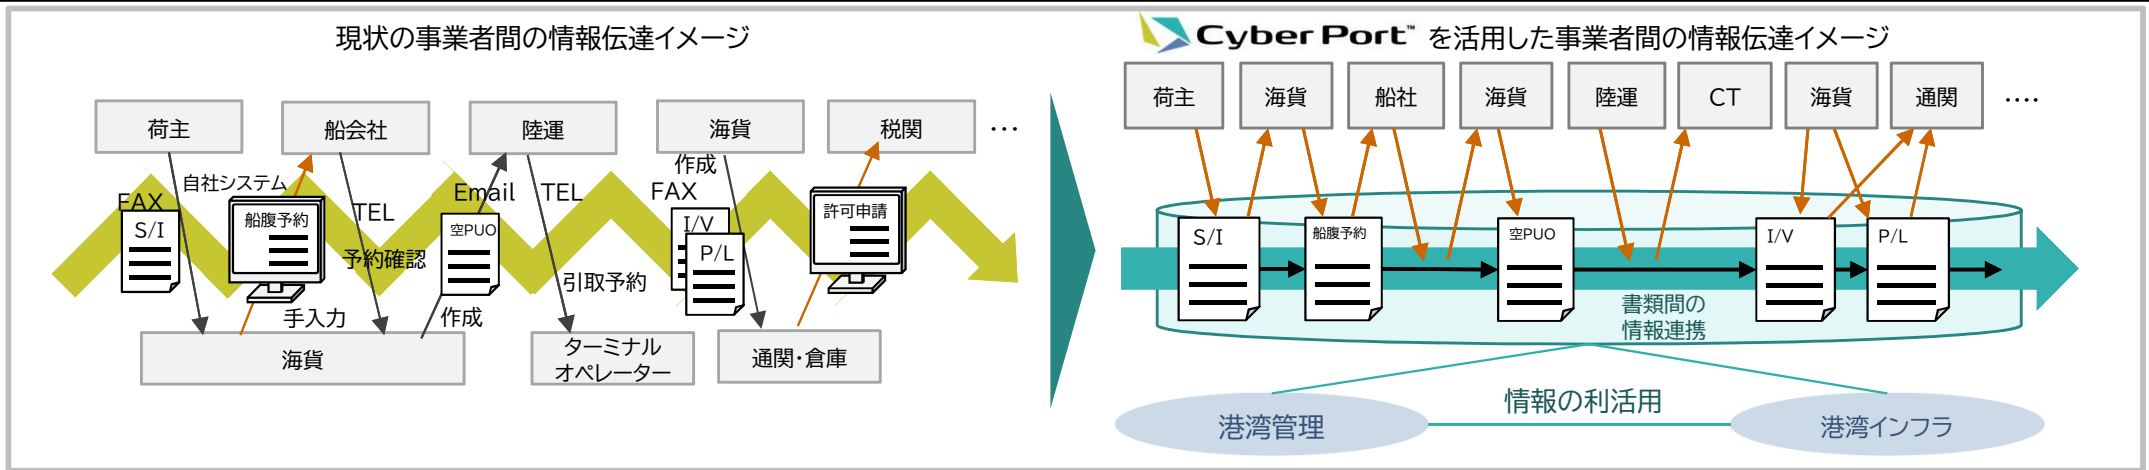 現状の事業者間の情報伝達イメージ
荷主
船会社
陸運
海貨
税関
…
FAX
自社システム
TEL
Email
TEL
FAX
作成
S/I
船腹予約
予約確認
空PUO
引取予約
I/V
P/L
許可申請
手入力
作成
海貨
ターミナル
オペレーター
通関・倉庫
Cyber Port™ を活用した事業者間の情報伝達イメージ
荷主
海貨
船社
海貨
陸運
CT
海貨
通関
….
S/I
船腹予約
空PUO
I/V
P/L
書類間の
情報連携
情報の利活用
港湾管理
港湾インフラ